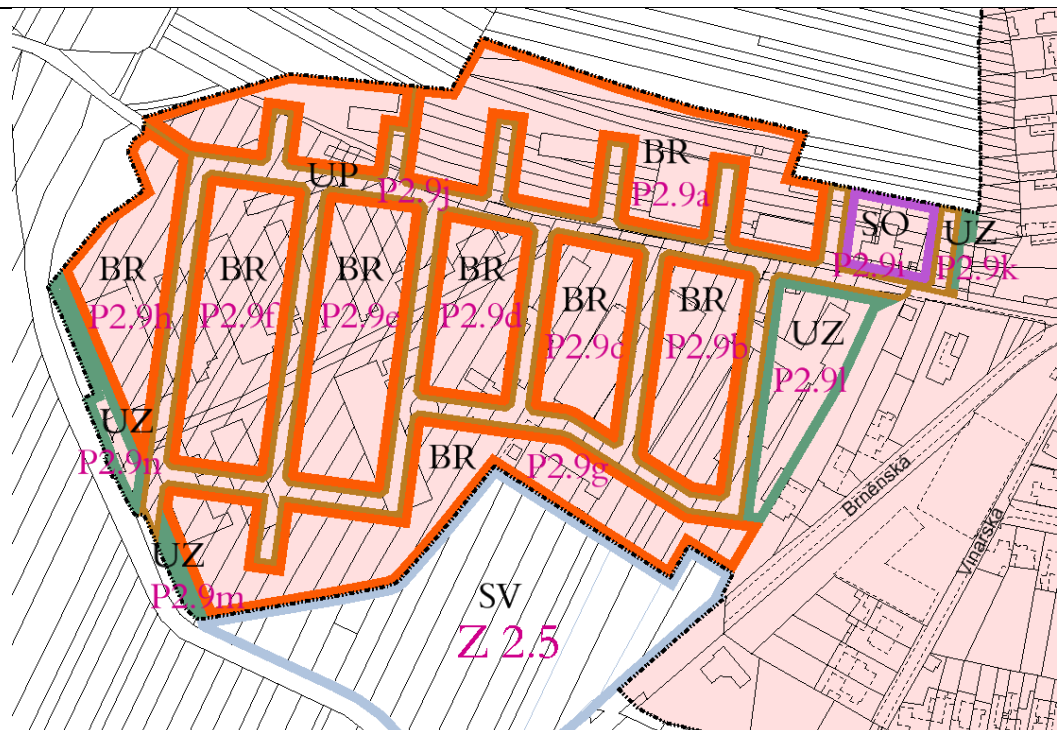 BR
P2.9a
UP
P2.9j
SO
P2.9i
UZ
P2.9k
BR
P2.9h
BR
P2.9f
BR
P2.9e
BR
P2.9d
BR
P2.9c
BR
P2.9b
UZ
P2.9l
UZ
P2.9n
BR
P2.9g
UZ
P2.9m
SV
Z 2.5
Brněnská
Vinařská